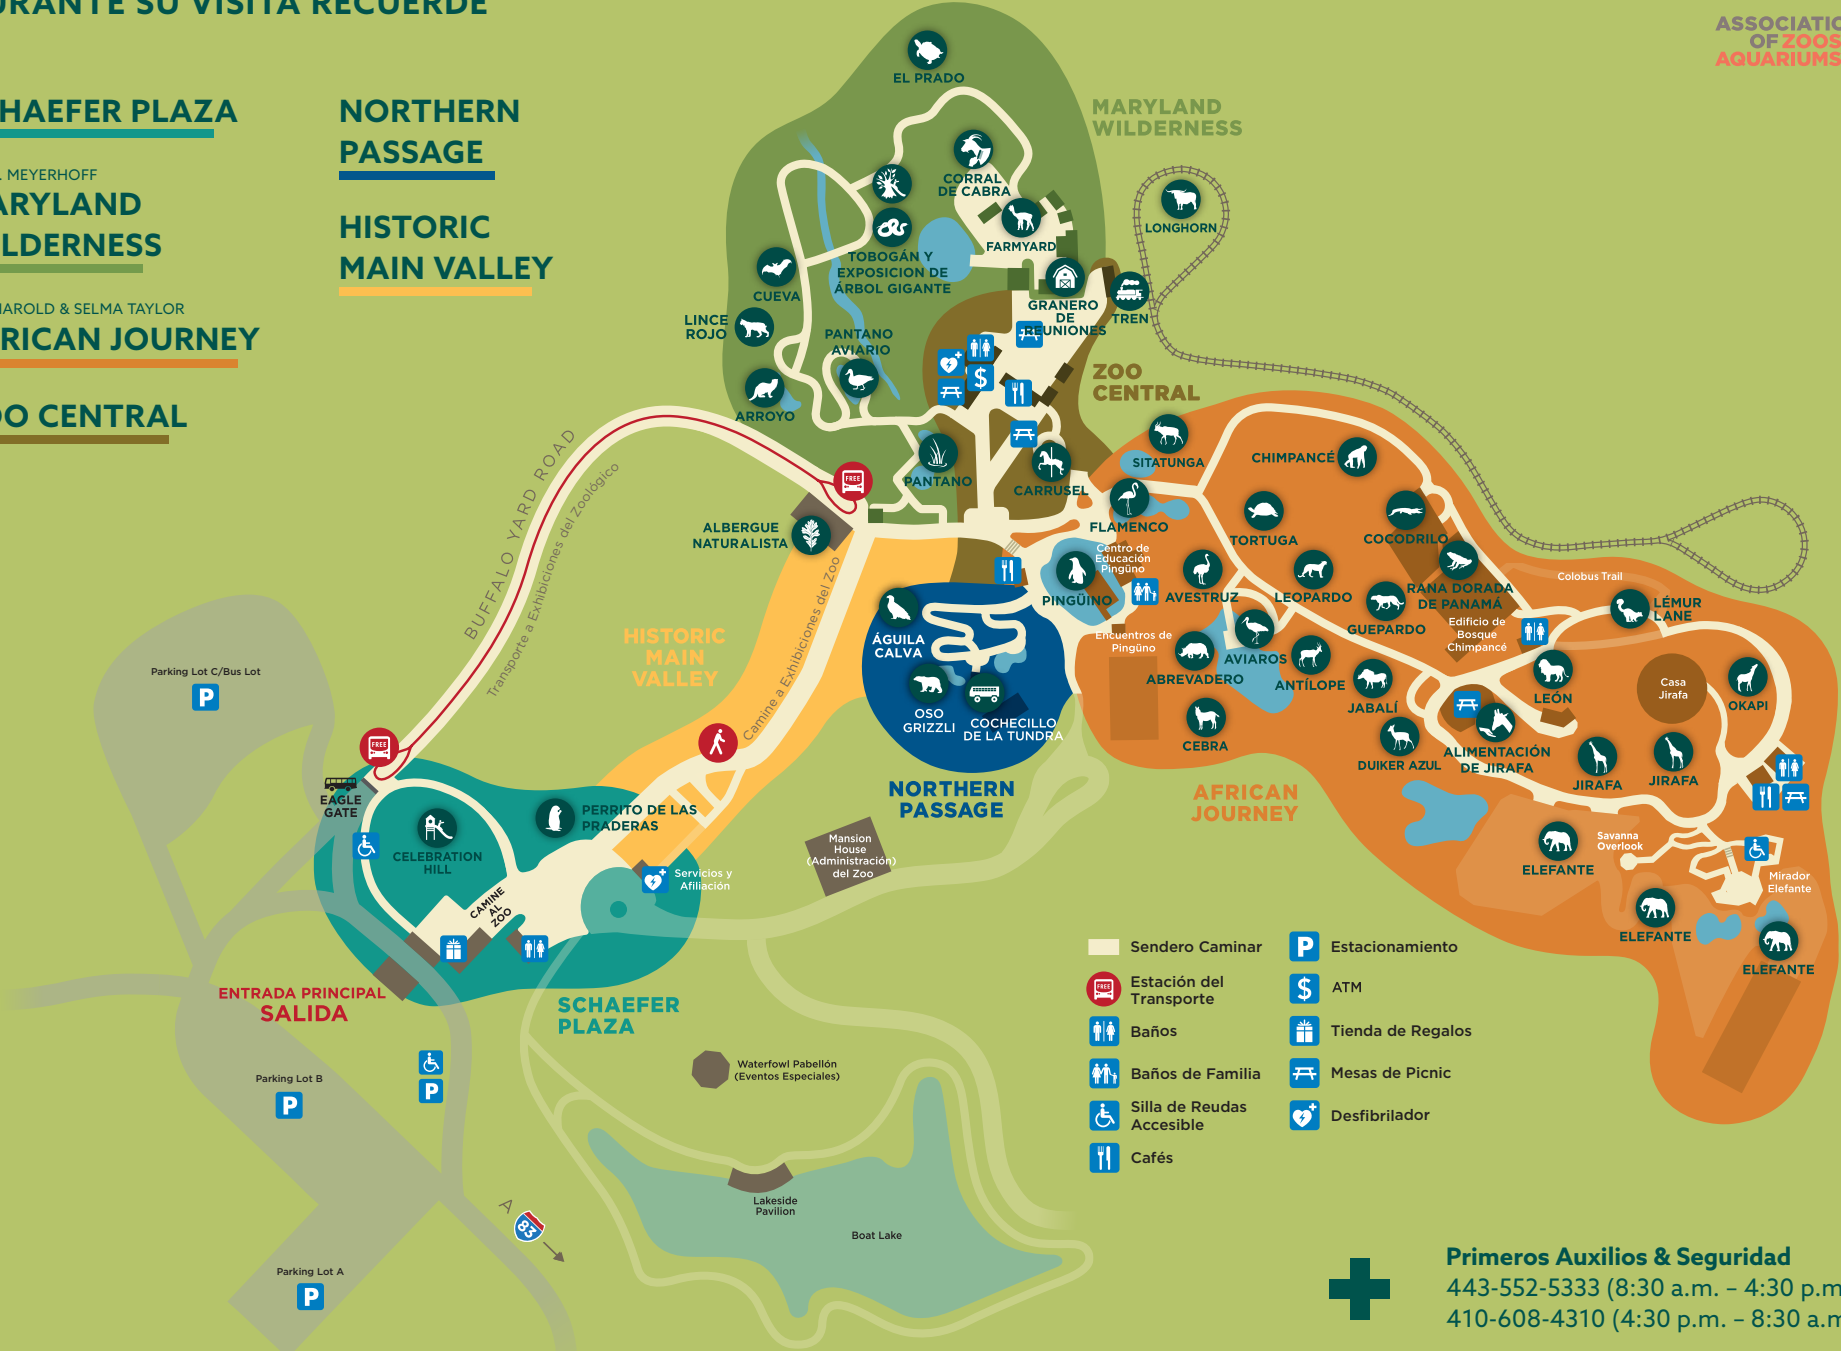 DURANTE SU VISITA RECUERDE
ASSOCIATIO
OF ZOOS
AQUARIUMS
HAEFER PLAZA
. MEYERHOFF
ARYLAND
ILDERNESS
HAROLD & SELMA TAYLOR
RICAN JOURNEY
OO CENTRAL
NORTHERN
PASSAGE
HISTORIC
MAIN VALLEY
EL PRADO
MARYLAND
WILDERNESS
CORRAL
DE CABRA
FARMYARD
LONGHORN
TOBOGÁN Y
EXPOSICION DE
ÁRBOL GIGANTE
CUEVA
GRANERO
DE
REUNIONES
TREN
LINCE
ROJO
PANTANO
AVIARIO
ARROYO
$
ZOO
CENTRAL
PANTANO
CARRUSEL
SITATUNGA
CHIMPANCÉ
FREE
BUFFALO YARD ROAD
Transporte a Exhibiciones del Zoológico
ALBERGUE
NATURALISTA
FLAMENCO
TORTUGA
COCODRILO
Centro de
Educación
Pingüino
PINGÜINO
AVESTRUZ
LEOPARDO
RANA DORADA
DE PANAMÁ
Colobus Trail
GUEPARDO
LÉMUR
LANE
Edificio de
Bosque
Chimpancé
Encuentros de
Pingüino
AVIAROS
ABREVADERO
ANTÍLOPE
JABALÍ
LEÓN
Casa
Jirafa
OKAPI
CEBRA
DUIKER AZUL
ALIMENTACIÓN
DE JIRAFA
JIRAFA
JIRAFA
HISTORIC
MAIN
VALLEY
Camine a Exhibiciones del Zoo
ÁGUILA
CALVA
OSO
GRIZZLI
COCHECILLO
DE LA TUNDRA
NORTHERN
PASSAGE
AFRICAN
JOURNEY
Parking Lot C/Bus Lot
P
FREE
EAGLE
GATE
CELEBRATION
HILL
PERRITO DE LAS
PRADERAS
CAMINE
AL
ZOO
Servicios y
Afiliación
Mansion
House
(Administración)
del Zoo
ELEFANTE
Savanna
Overlook
Mirador
Elefante
ELEFANTE
ELEFANTE
ENTRADA PRINCIPAL
SALIDA
SCHAEFER
PLAZA
Parking Lot B
P
P
Waterfowl Pabellón
(Eventos Especiales)
Lakeside
Pavilion
Boat Lake
A
83
Parking Lot A
P
Sendero Caminar
FREE
Estación del
Transporte
Baños
Baños de Familia
Silla de Reudas
Accesible
Cafés
P
Estacionamiento
$
ATM
Tienda de Regalos
Mesas de Picnic
Desfibrilador
Primeros Auxilios & Seguridad
443-552-5333 (8:30 a.m. – 4:30 p.m
410-608-4310 (4:30 p.m. – 8:30 a.m